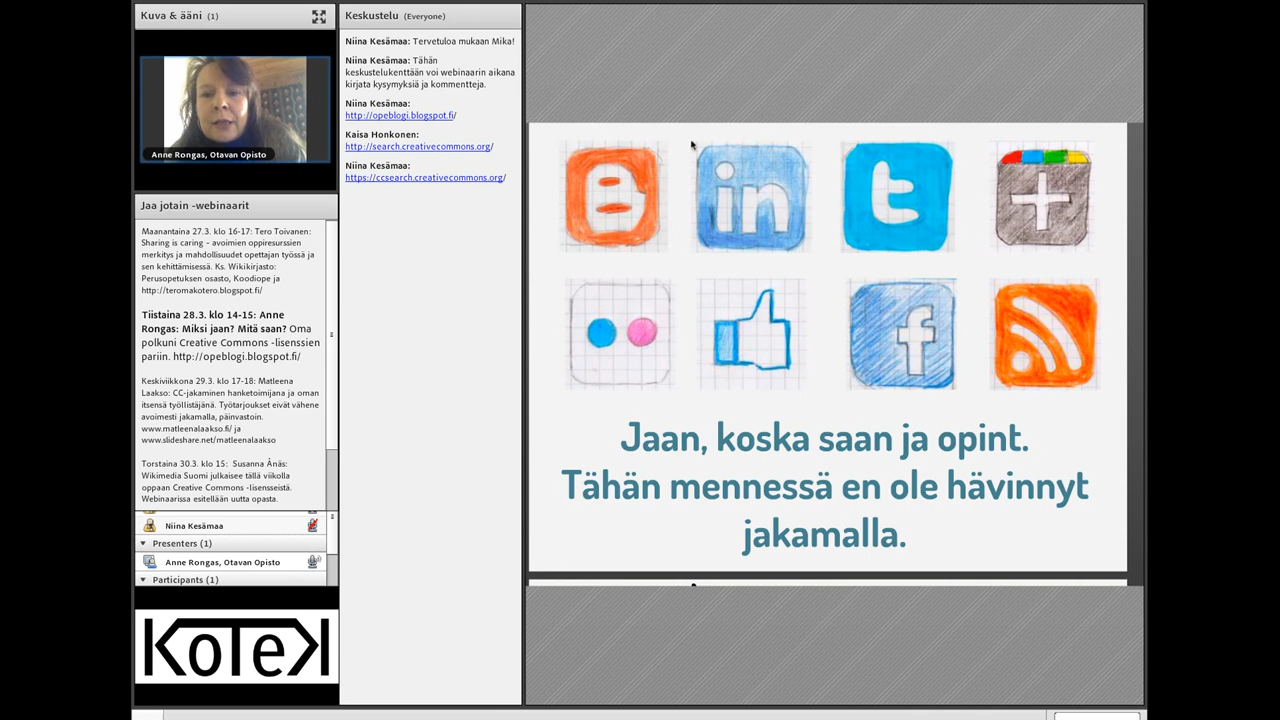 Kuva & ääni (1)
Anne Rongas, Otavan Opisto
Jaa jotain -webinaarit
Maanantaina 27.3. klo 16-17: Tero Toivanen:
Sharing is caring - avoimien oppiresurssien
merkitys ja mahdollisuudet opettajan työssä ja
sen kehittämisessä. Ks. Wikikirjasto:
Perusopetuksen osasto, Koodiope ja
http://teromakotero.blogspot.fi/
Tiistaina 28.3. klo 14-15: Anne
Rongas: Miksi jaan? Mitä saan? Oma
polkuni Creative Commons -lisenssien
pariin. http://opeblogi.blogspot.fi/
Keskiviikkona 29.3. klo 17-18: Matleena
Laakso: CC-jakaminen hanketoimijana ja oman
itsensä työllistäjänä. Työtarjoukset eivät vähene
avoimesti jakamalla, päinvastoin.
www.matleenalaakso.fi/ ja
www.slideshare.net/matleenalaakso
Torstaina 30.3. klo 15: Susanna Ånäs:
Wikimedia Suomi julkaisee tällä viikolla
oppaan Creative Commons -lisensseistä.
Webinaarissa esitellään uutta opasta.
Niina Kesämaa
Presenters (1)
Anne Rongas, Otavan Opisto
Participants (1)
KoTeK
Keskustelu (Everyone)
Niina Kesämaa: Tervetuloa mukaan Mika!
Niina Kesämaa: Tähän
keskustelukenttään voi webinaarin aikana
kirjata kysymyksiä ja kommentteja.
Niina Kesämaa:
http://opeblogi.blogspot.fi/
Kaisa Honkonen:
http://search.creativecommons.org/
Niina Kesämaa:
https://ccsearch.creativecommons.org/
in t +
f
Jaan, koska saan ja opint.
Tähän mennessä en ole hävinnyt
jakamalla.